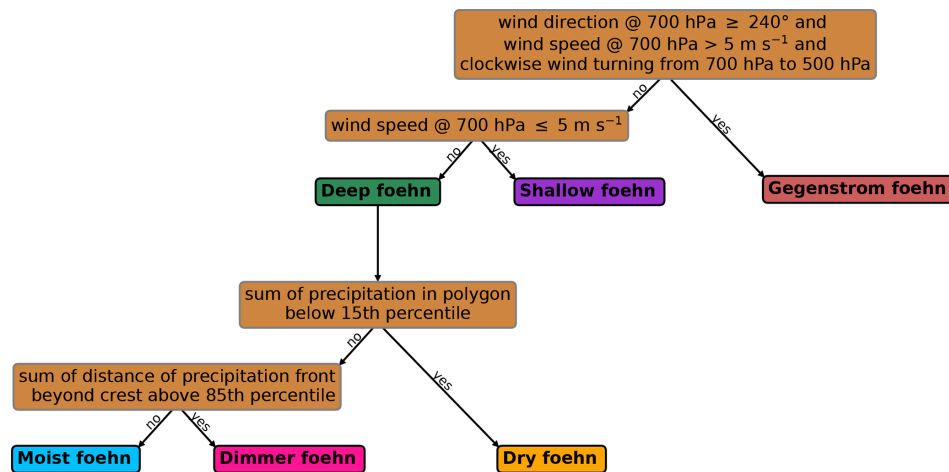 wind direction @ 700 hPa ≥ 240° and
wind speed @ 700 hPa > 5 m s⁻¹ and
clockwise wind turning from 700 hPa to 500 hPa
no
yes
wind speed @ 700 hPa ≤ 5 m s⁻¹
no
yes
Deep foehn
Shallow foehn
Gegenstrom foehn
sum of precipitation in polygon
below 15th percentile
no
yes
sum of distance of precipitation front
beyond crest above 85th percentile
no
yes
Moist foehn
Dimmer foehn
Dry foehn